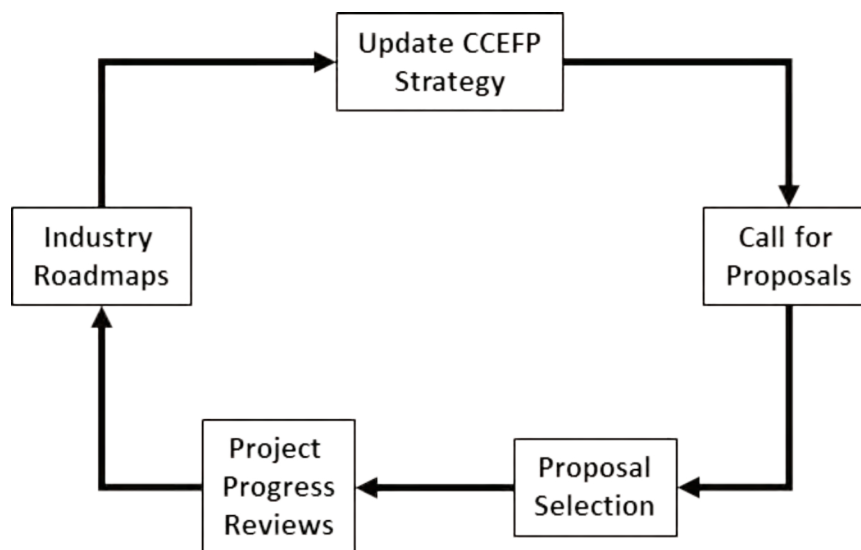 Update CCEFP
Strategy
Industry
Roadmaps
Call for
Proposals
Project
Progress
Reviews
Proposal
Selection